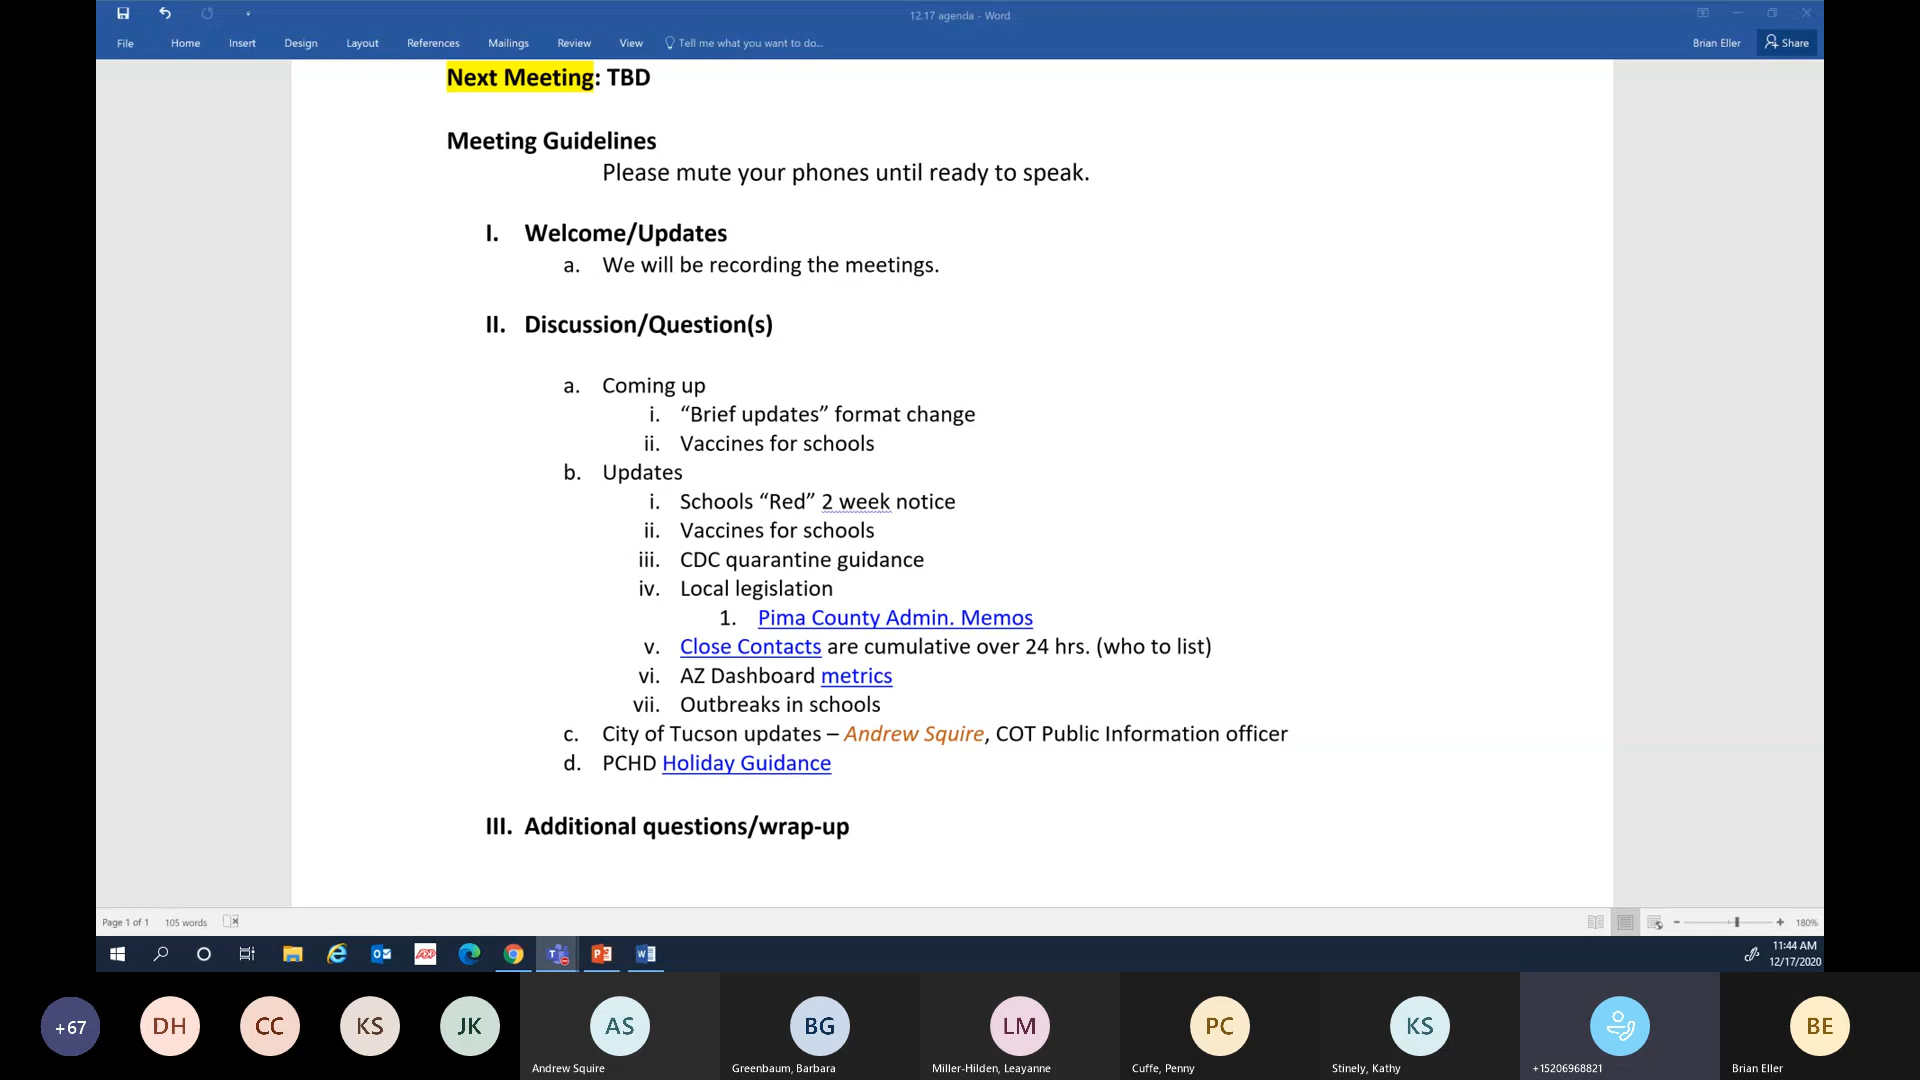 12.17 agenda - Word
File Home Insert Design Layout References Mailings Review View Tell me what you want to do... Brian Eller Share
Next Meeting: TBD
Meeting Guidelines
Please mute your phones until ready to speak.
I. Welcome/Updates
a. We will be recording the meetings.
II. Discussion/Question(s)
a. Coming up
i. “Brief updates” format change
ii. Vaccines for schools
b. Updates
i. Schools “Red” 2 week notice
ii. Vaccines for schools
iii. CDC quarantine guidance
iv. Local legislation
1. Pima County Admin. Memos
v. Close Contacts are cumulative over 24 hrs. (who to list)
vi. AZ Dashboard metrics
vii. Outbreaks in schools
c. City of Tucson updates – Andrew Squire, COT Public Information officer
d. PCHD Holiday Guidance
III. Additional questions/wrap-up
Page 1 of 1 105 words 180%
11:44 AM
12/17/2020
+67 DH CC KS JK AS BG LM PC KS BE
Andrew Squire Greenbaum, Barbara Miller-Hilden, Leayanne Cuffe, Penny Stinely, Kathy +15206968821 Brian Eller